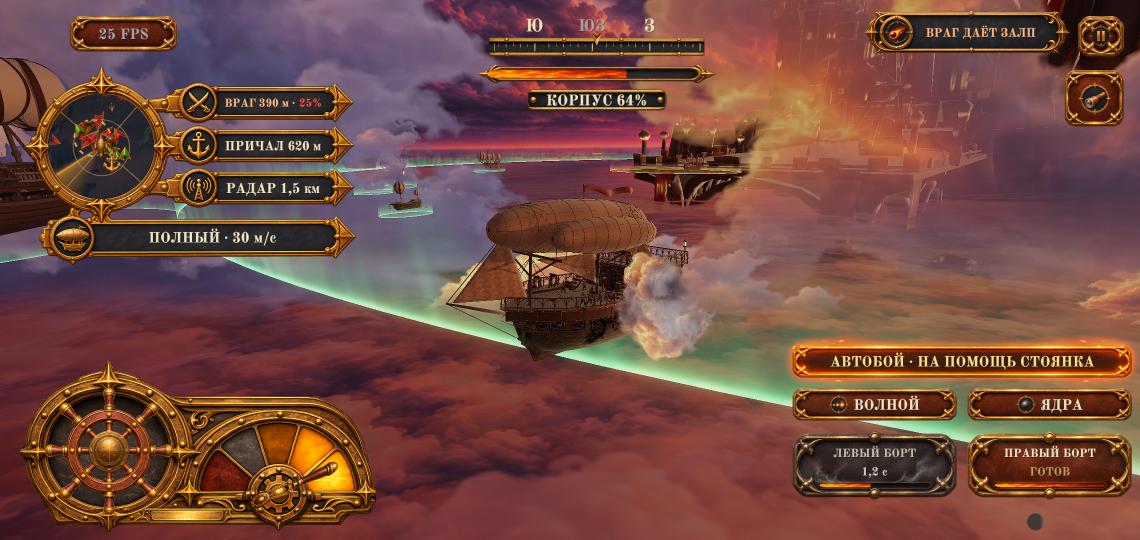 25 FPS
Ю ЮЗ З
КОРПУС 64%
ВРАГ ДАЁТ ЗАЛП
ВРАГ 390 м · 25%
ПРИЧАЛ 620 м
РАДАР 1,5 км
ПОЛНЫЙ · 30 м/с
АВТОБОЙ · НА ПОМОЩЬ СТОЯНКА
ВОЛНОЙ
ЯДРА
ЛЕВЫЙ БОРТ
1,2 с
ПРАВЫЙ БОРТ
ГОТОВ